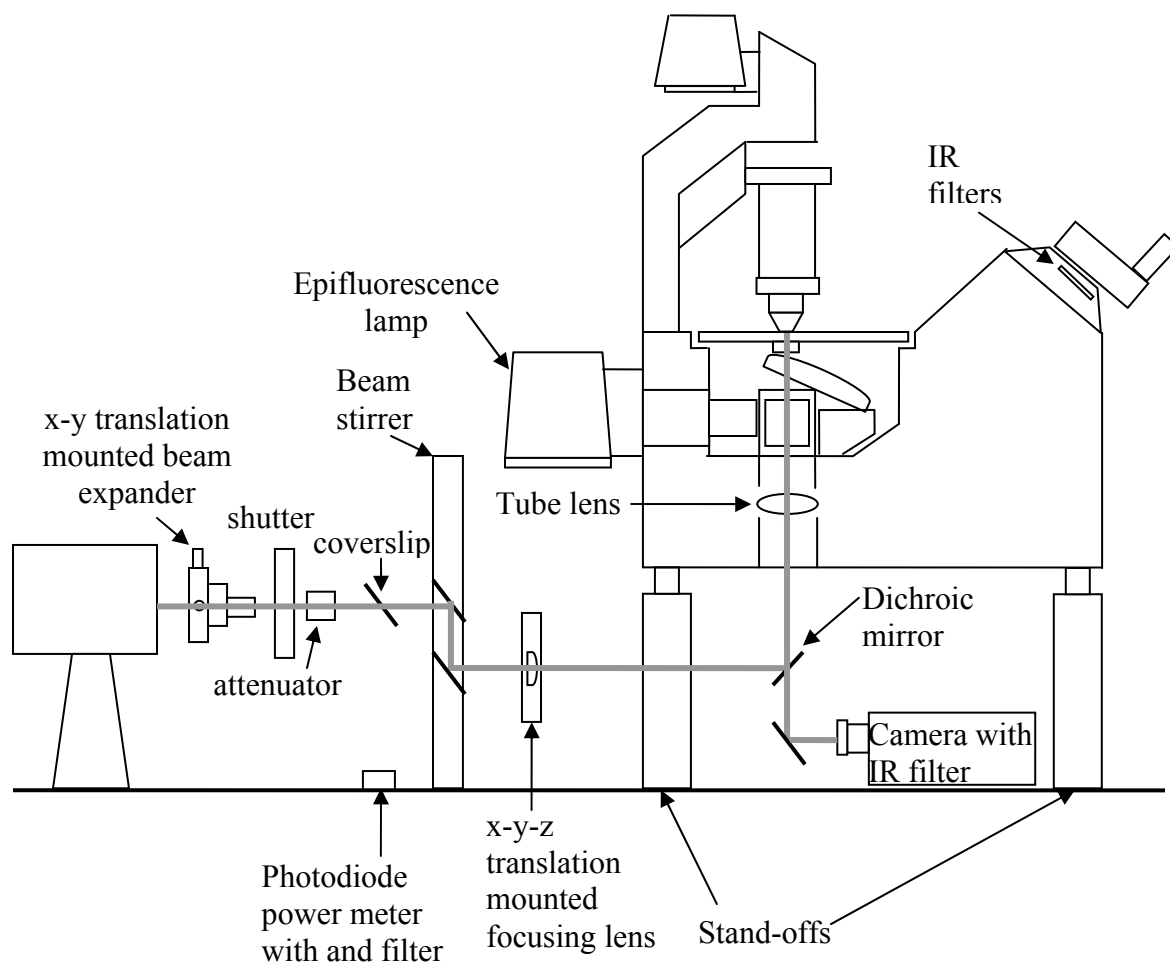 IR
filters
Epifluorescence
lamp
Beam
stirrer
x-y translation
mounted beam
expander
shutter
coverslip
Tube lens
Dichroic
mirror
attenuator
Camera with
IR filter
x-y-z
translation
mounted
focusing lens
Photodiode
power meter
with and filter
Stand-offs